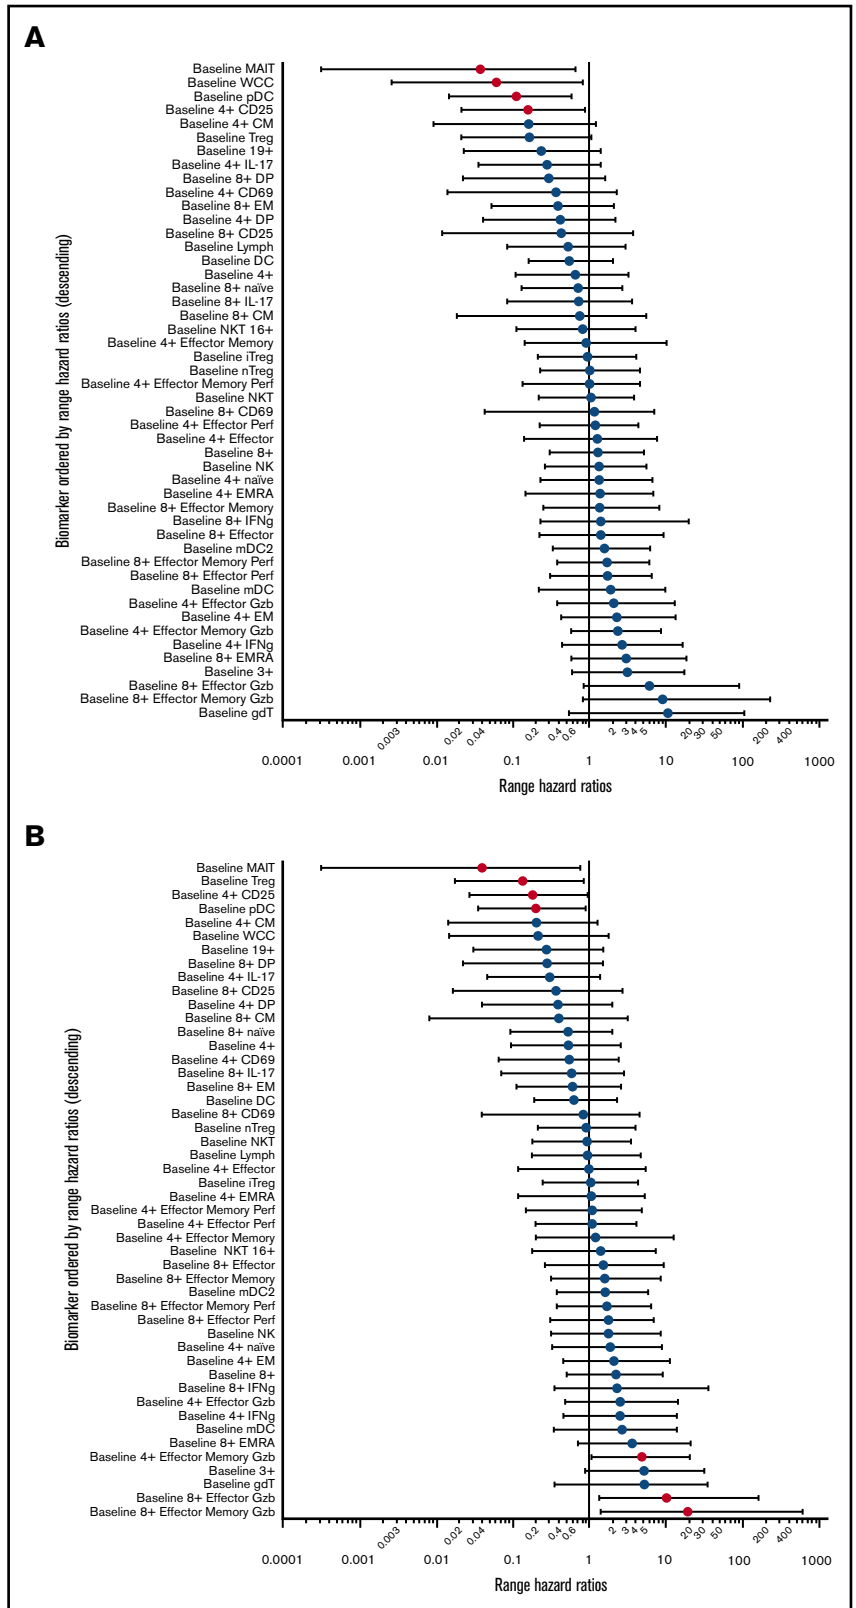 A
Baseline MAIT
Baseline WCC
Baseline pDC
Baseline 4+ CD25
Baseline 4+ CM
Baseline Treg
Baseline 19+
Baseline 4+ IL-17
Baseline 8+ DP
Baseline 4+ CD69
Baseline 8+ EM
Baseline 4+ DP
Baseline 8+ CD25
Baseline Lymph
Baseline DC
Baseline 4+
Baseline 8+ naïve
Baseline 8+ IL-17
Baseline 8+ CM
Baseline NKT 16+
Baseline 4+ Effector Memory
Baseline iTreg
Baseline nTreg
Baseline 4+ Effector Memory Perf
Baseline NKT
Baseline 8+ CD69
Baseline 4+ Effector Perf
Baseline 4+ Effector
Baseline 8+
Baseline NK
Baseline 4+ naïve
Baseline 4+ EMRA
Baseline 8+ Effector Memory
Baseline 8+ IFNg
Baseline 8+ Effector
Baseline mDC2
Baseline 8+ Effector Memory Perf
Baseline 8+ Effector Perf
Baseline mDC
Baseline 4+ Effector Gzb
Baseline 4+ EM
Baseline 4+ Effector Memory Gzb
Baseline 4+ IFNg
Baseline 8+ EMRA
Baseline 3+
Baseline 8+ Effector Gzb
Baseline 8+ Effector Memory Gzb
Baseline gdT
Biomarker ordered by range hazard ratios (descending)
0.003 0.02 0.04 0.2 0.4 0.6 2 3 4 5 20 30 50 200 400
0.0001 0.001 0.01 0.1 1 10 100 1000
Range hazard ratios
B
Baseline MAIT
Baseline Treg
Baseline 4+ CD25
Baseline pDC
Baseline 4+ CM
Baseline WCC
Baseline 19+
Baseline 8+ DP
Baseline 4+ IL-17
Baseline 8+ CD25
Baseline 4+ DP
Baseline 8+ CM
Baseline 8+ naïve
Baseline 4+
Baseline 4+ CD69
Baseline 8+ IL-17
Baseline 8+ EM
Baseline DC
Baseline 8+ CD69
Baseline nTreg
Baseline NKT
Baseline Lymph
Baseline 4+ Effector
Baseline iTreg
Baseline 4+ EMRA
Baseline 4+ Effector Memory Perf
Baseline 4+ Effector Perf
Baseline 4+ Effector Memory
Baseline NKT 16+
Baseline 8+ Effector
Baseline 8+ Effector Memory
Baseline mDC2
Baseline 8+ Effector Memory Perf
Baseline 8+ Effector Perf
Baseline NK
Baseline 4+ naïve
Baseline 4+ EM
Baseline 8+
Baseline 8+ IFNg
Baseline 4+ Effector Gzb
Baseline 4+ IFNg
Baseline mDC
Baseline 8+ EMRA
Baseline 4+ Effector Memory Gzb
Baseline 3+
Baseline gdT
Baseline 8+ Effector Gzb
Baseline 8+ Effector Memory Gzb
Biomarker ordered by range hazard ratios (descending)
0.003 0.02 0.04 0.2 0.4 0.6 2 3 4 5 20 30 50 200 400
0.0001 0.001 0.01 0.1 1 10 100 1000
Range hazard ratios